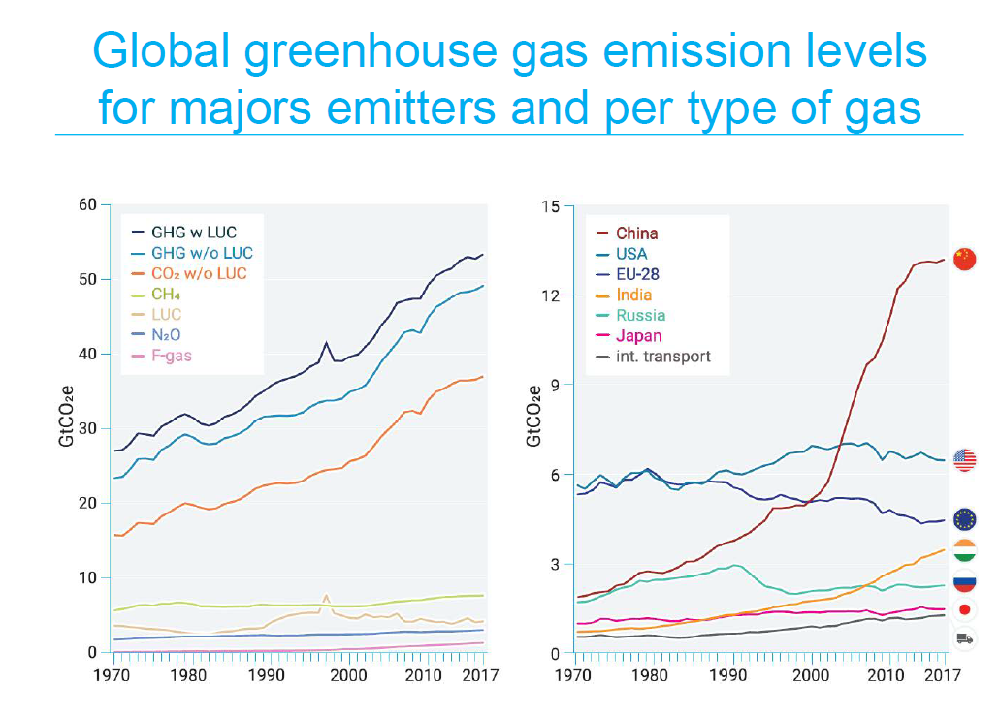 Global greenhouse gas emission levels
for majors emitters and per type of gas
60
50
40
30
20
10
0
GtCO₂e
GHG w LUC
GHG w/o LUC
CO₂ w/o LUC
CH₄
LUC
N₂O
F-gas
1970 1980 1990 2000 2010 2017
15
12
9
6
3
0
GtCO₂e
China
USA
EU-28
India
Russia
Japan
int. transport
1970 1980 1990 2000 2010 2017